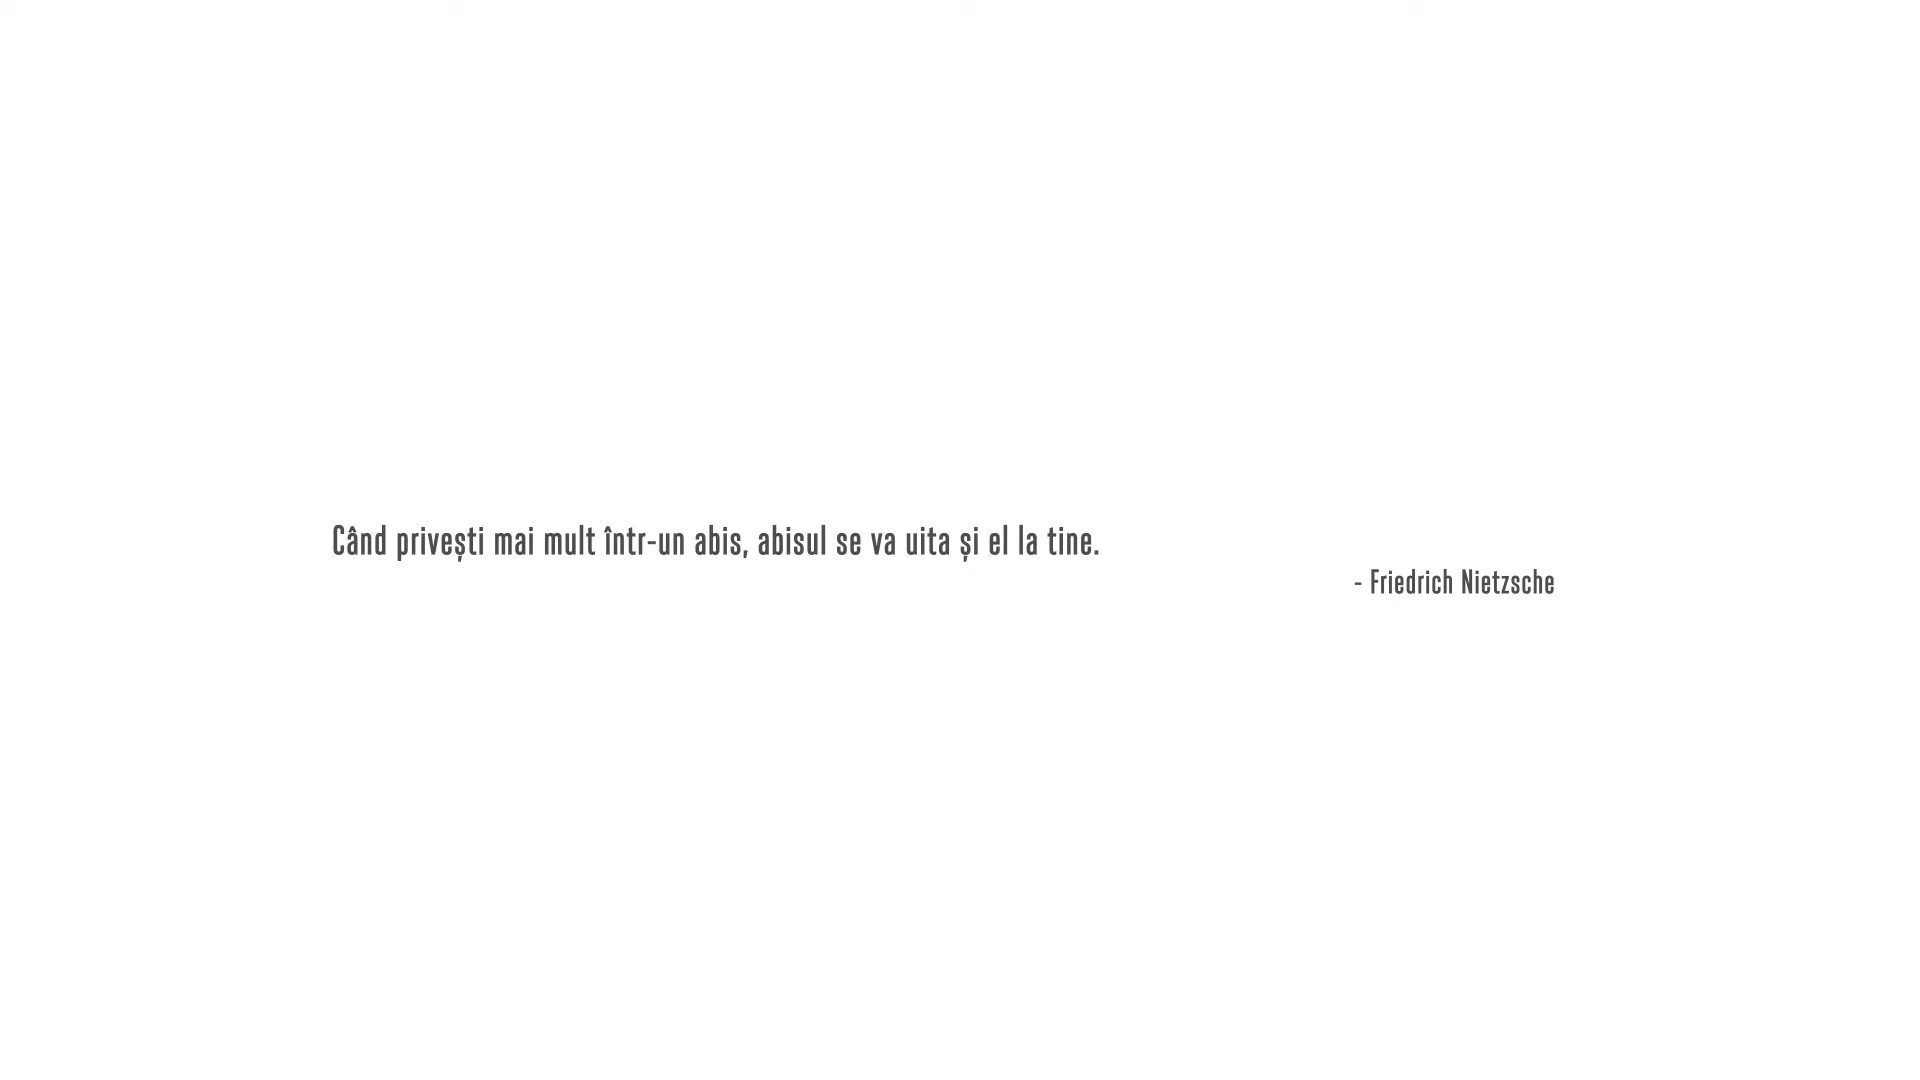 Când privești mai mult într-un abis, abisul se va uita și el la tine.
- Friedrich Nietzsche